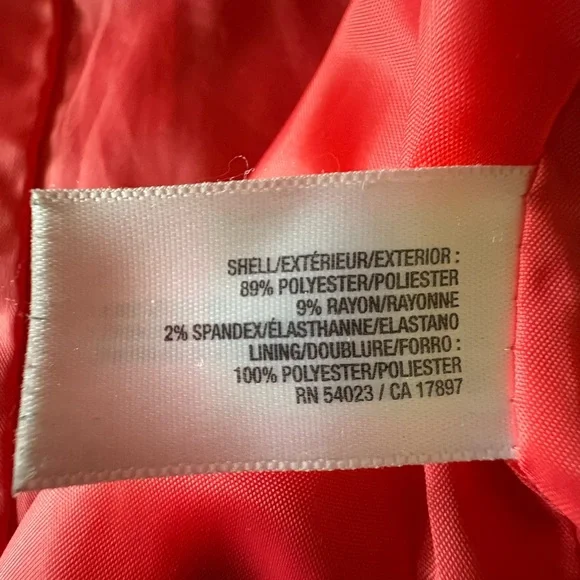 SHELL/EXTÉRIEUR/EXTERIOR :
89% POLYESTER/POLIESTER
9% RAYON/RAYONNE
2% SPANDEX/ÉLASTHANNE/ELASTANO
LINING/DOUBLURE/FORRO :
100% POLYESTER/POLIESTER
RN 54023 / CA 17897